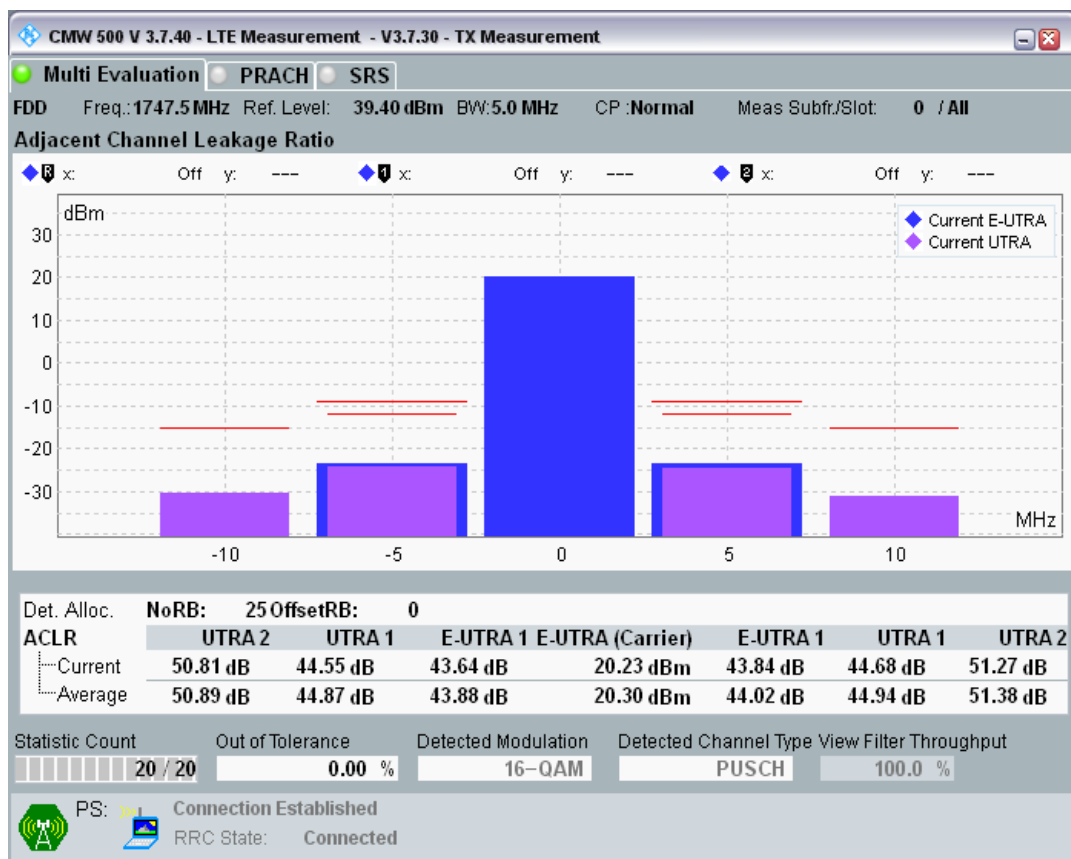 CMW 500 V 3.7.40 - LTE Measurement - V3.7.30 - TX Measurement
Multi Evaluation PRACH SRS
FDD Freq.: 1747.5 MHz Ref. Level: 39.40 dBm BW: 5.0 MHz CP : Normal Meas Subfr./Slot: 0 / All
Adjacent Channel Leakage Ratio
R x: Off y: --- 1 x: Off y: --- 2 x: Off y: ---
dBm
Current E-UTRA
Current UTRA
30
20
10
0
-10
-20
-30
MHz
-10 -5 0 5 10
Det. Alloc. NoRB: 25 OffsetRB: 0
ACLR UTRA 2 UTRA 1 E-UTRA 1 E-UTRA (Carrier) E-UTRA 1 UTRA 1 UTRA 2
Current 50.81 dB 44.55 dB 43.64 dB 20.23 dBm 43.84 dB 44.68 dB 51.27 dB
Average 50.89 dB 44.87 dB 43.88 dB 20.30 dBm 44.02 dB 44.94 dB 51.38 dB
Statistic Count Out of Tolerance Detected Modulation Detected Channel Type View Filter Throughput
20 / 20 0.00 % 16-QAM PUSCH 100.0 %
PS: Connection Established
RRC State: Connected